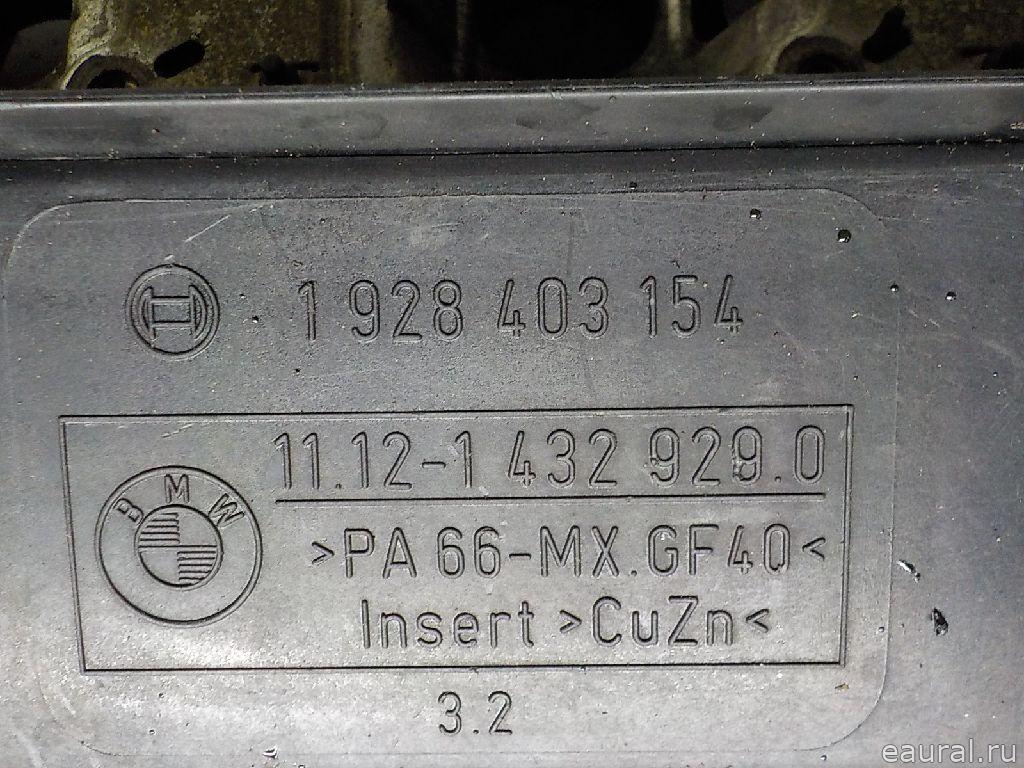 1 928 403 154
11.12-1 432 929.0
BMW
>PA 66-MX.GF40<
Insert >CuZn<
3.2
eaural.ru